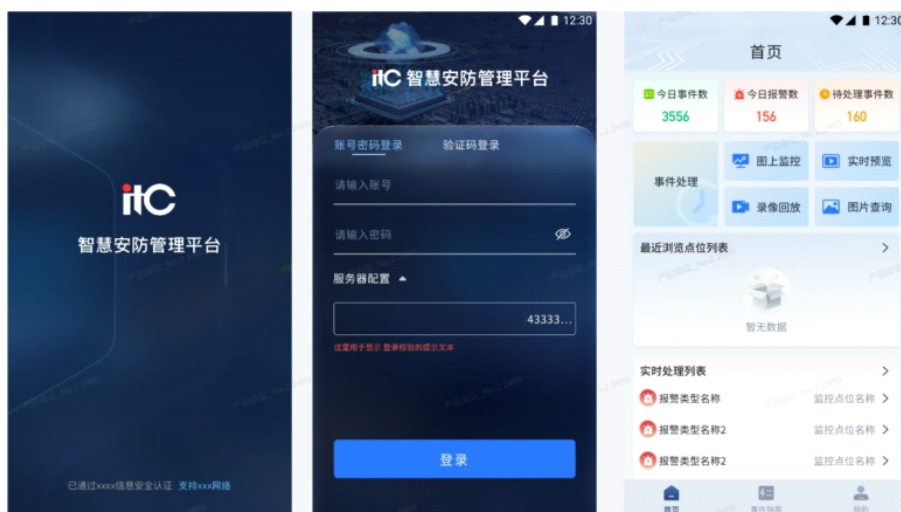 itC
智慧安防管理平台
已通过xxxx信息安全认证 支持xxx网络
12:30
itC 智慧安防管理平台
账号密码登录 验证码登录
请输入账号
请输入密码
服务器配置
43333...
这里用于显示 登录校验的提示文本
登录
12:30
首页
今日事件数 今日报警数 待处理事件数
3556 156 160
事件处理
图上监控 实时预览
录像回放 图片查询
最近浏览点位列表
暂无数据
实时处理列表
报警类型名称 监控点位名称
报警类型名称2 监控点位名称
报警类型名称2 监控点位名称
首页 事件列表 我的